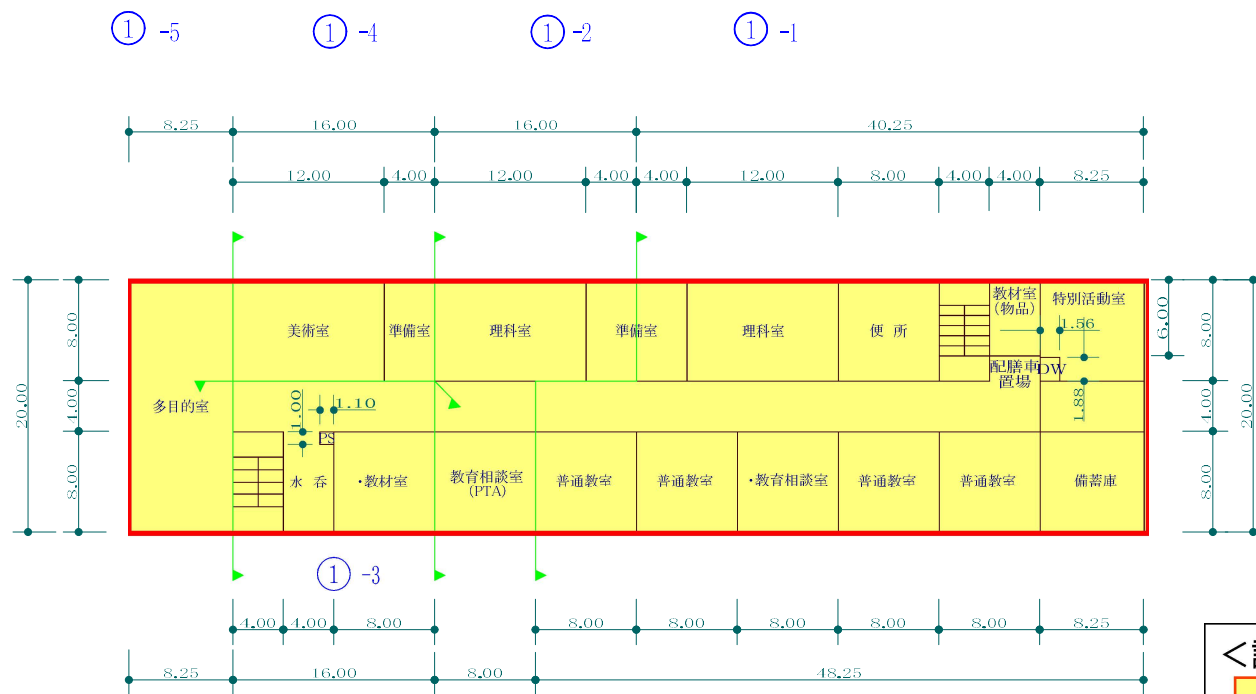 ① -5
① -4
① -2
① -1
8.25
16.00
16.00
40.25
12.00
4.00
12.00
4.00
4.00
12.00
8.00
4.00
4.00
8.25
20.00
8.00
4.00
8.00
美術室
準備室
理科室
準備室
理科室
便 所
教材室
(物品)
特別活動室
1.56
6.00
配膳車
置場
DW
1.88
8.00
4.00
8.00
20.00
多目的室
1.00
1.10
PS
水 呑
・教材室
教育相談室
(PTA)
普通教室
普通教室
・教育相談室
普通教室
普通教室
備蓄庫
① -3
4.00
4.00
8.00
8.00
8.00
8.00
8.00
8.00
8.25
8.25
16.00
8.00
48.25